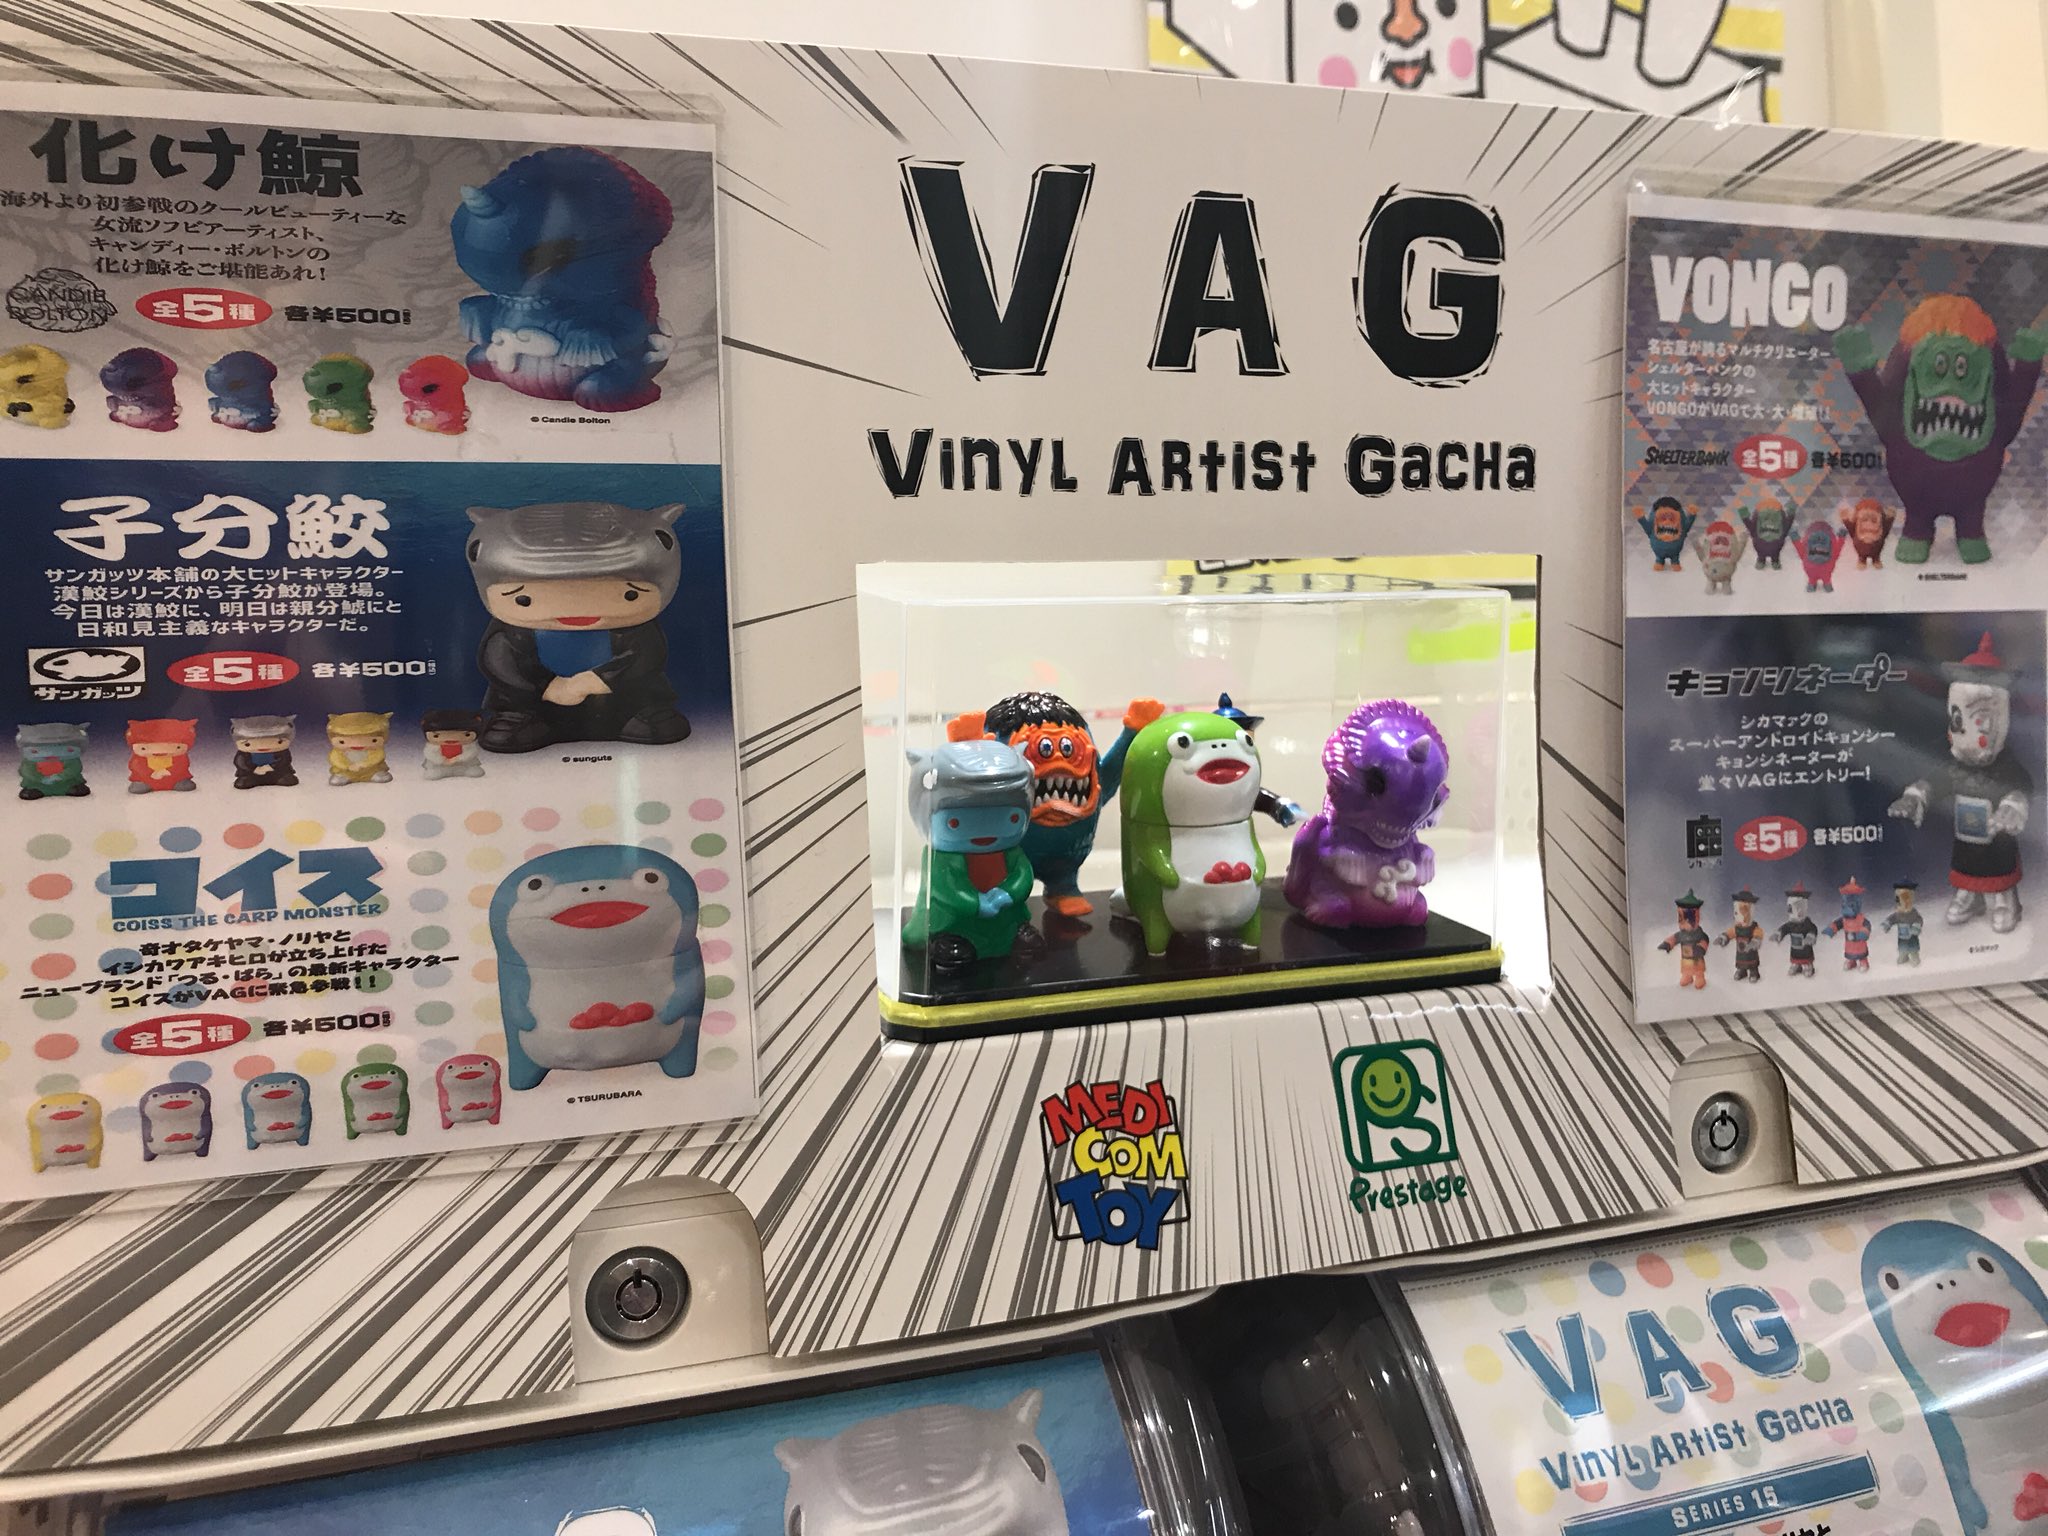 化け鯨
海外より初参戦のクールビューティーな
女流ソフビアーティスト、
キャンディー・ボルトンの
化け鯨をご堪能あれ!
CANDIE BOLTON
全5種 各¥500
© Candie Bolton
子分鮫
サンガッツ本舗の大ヒットキャラクター
漢鮫シリーズから子分鮫が登場。
今日は漢鮫に、明日は親分鯱にと
日和見主義なキャラクターだ。
サンガッツ
全5種 各¥500
© sunguts
コイス
COISS THE CARP MONSTER
奇才タケヤマ・ノリヤと
イシカワアキヒロが立ち上げた
ニューブランド「つる・ばら」の最新キャラクター
コイスがVAGに緊急参戦!!
全5種 各¥500
© TSURUBARA
VAG
Vinyl Artist Gacha
MEDI
COM
TOY
PS
Prestage
VONGO
名古屋が誇るマルチクリエーター
シェルターバンクの
大ヒットキャラクター
VONGOがVAGで大・大・増殖!!
SHELTERBANK 全5種 各¥500
© SHELTERBANK
キョンシネーター
シカマァクの
スーパーアンドロイドキョンシー
キョンシネーターが
堂々VAGにエントリー!
全5種 各¥500
VAG
Vinyl Artist Gacha
SERIES 15